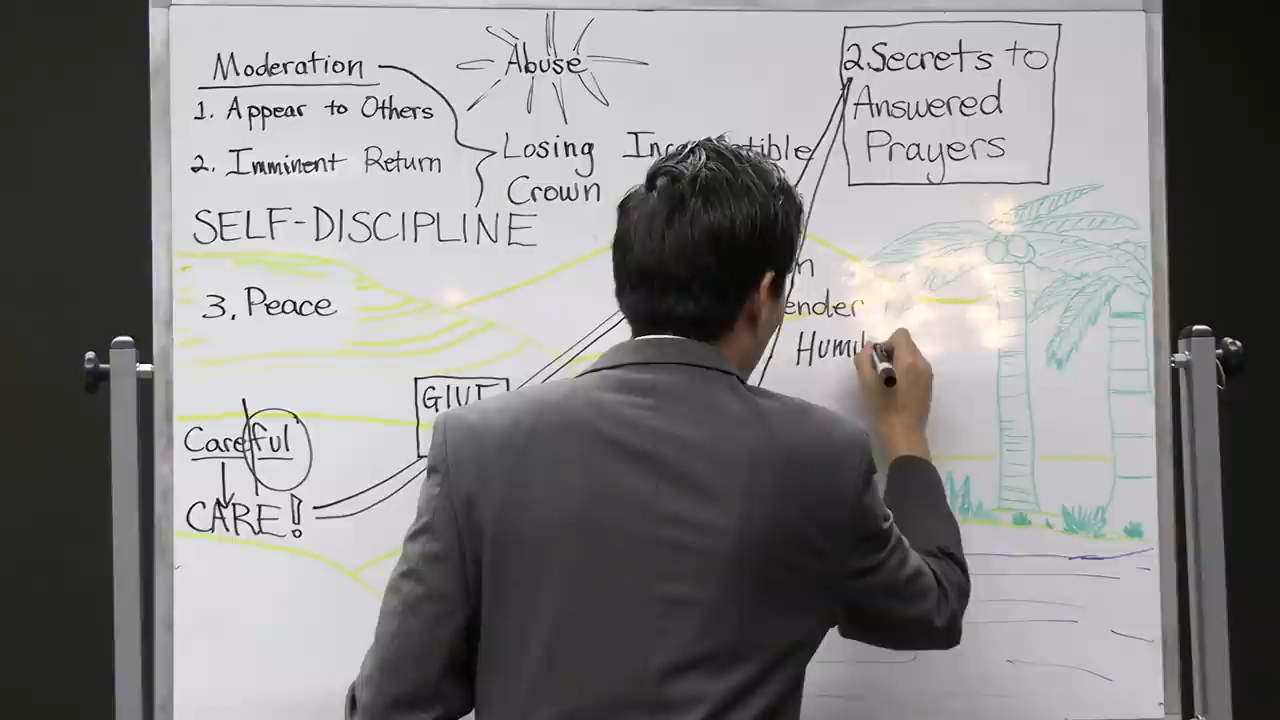 Moderation
1. Appear to Others
2. Imminent Return
Abuse
Losing
Crown
2. Secrets to
Answered
Prayers
SELF-DISCIPLINE
3. Peace
Careful
CARE!